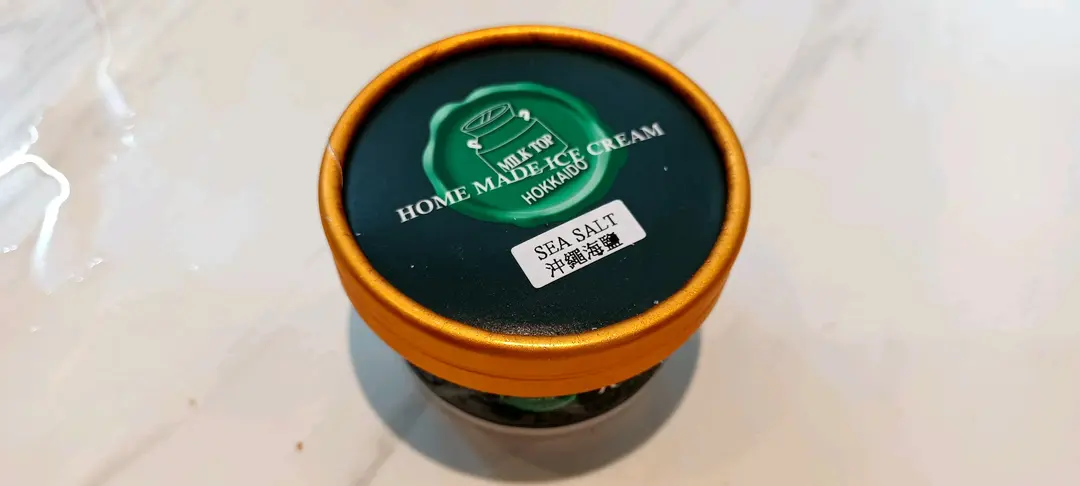 MILK TOP
HOME MADE ICE CREAM
HOKKAIDO
SEA SALT
沖繩海鹽